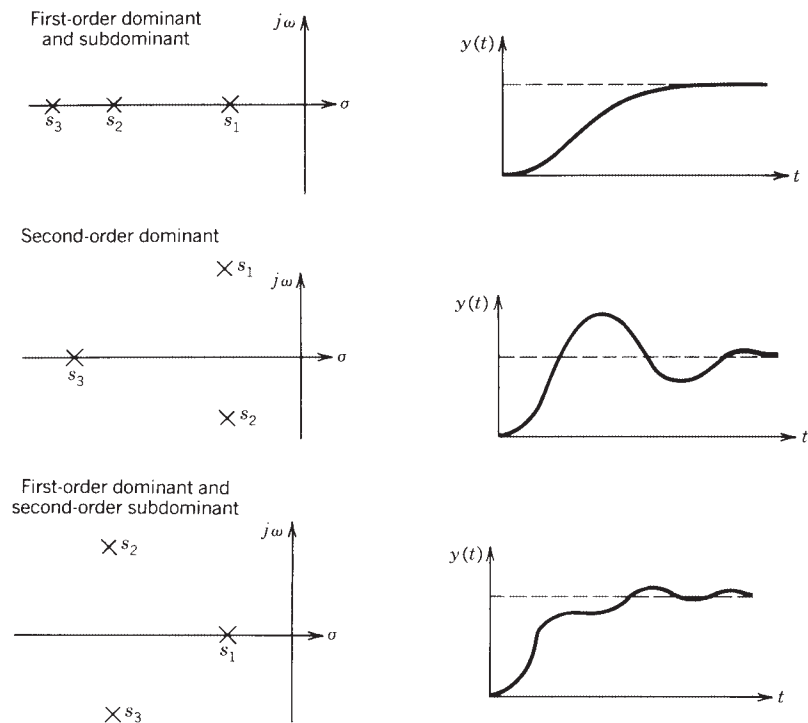 First-order dominant
and subdominant
jω
σ
s3
s2
s1
y(t)
t
Second-order dominant
s1
jω
σ
s3
s2
y(t)
t
First-order dominant and
second-order subdominant
jω
s2
σ
s1
s3
y(t)
t